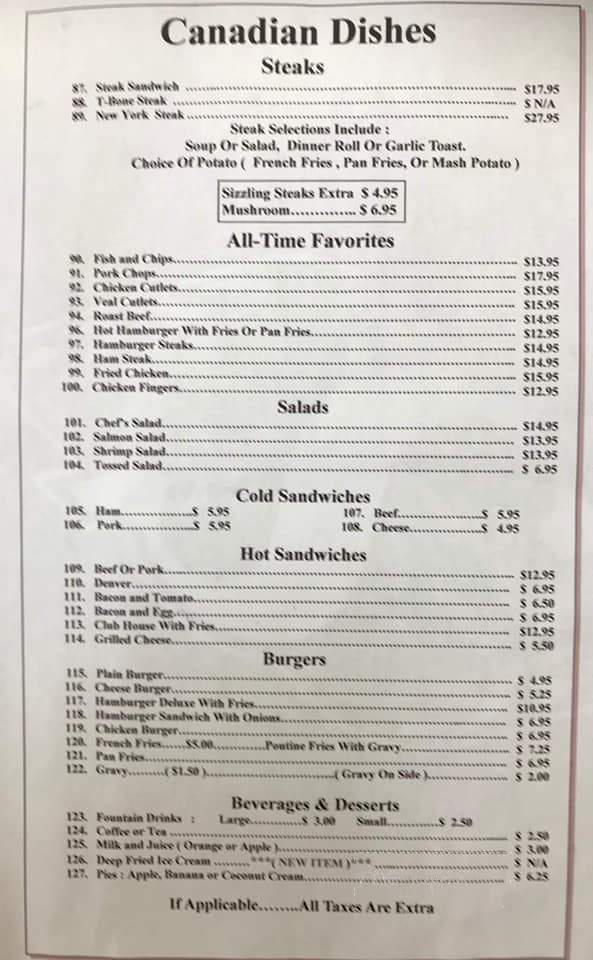 Canadian Dishes
Steaks
87. Steak Sandwich ........ $17.95
88. T-Bone Steak ........ $ N/A
89. New York Steak ........ $27.95
Steak Selections Include :
Soup Or Salad, Dinner Roll Or Garlic Toast.
Choice Of Potato ( French Fries , Pan Fries, Or Mash Potato )
Sizzling Steaks Extra $ 4.95
Mushroom............. $ 6.95
All-Time Favorites
90. Fish and Chips........ $13.95
91. Pork Chops........ $17.95
92. Chicken Cutlets........ $15.95
93. Veal Cutlets........ $15.95
94. Roast Beef........ $14.95
96. Hot Hamburger With Fries Or Pan Fries........ $12.95
97. Hamburger Steaks........ $14.95
98. Ham Steak........ $14.95
99. Fried Chicken........ $15.95
100. Chicken Fingers........ $12.95
Salads
101. Chef's Salad........ $14.95
102. Salmon Salad........ $13.95
103. Shrimp Salad........ $13.95
104. Tossed Salad........ $ 6.95
Cold Sandwiches
105. Ham........$ 5.95 107. Beef........$ 5.95
106. Pork........$ 5.95 108. Cheese........$ 4.95
Hot Sandwiches
109. Beef Or Pork........ $12.95
110. Denver........ $ 6.95
111. Bacon and Tomato........ $ 6.50
112. Bacon and Egg........ $ 6.95
113. Club House With Fries........ $12.95
114. Grilled Cheese........ $ 5.50
Burgers
115. Plain Burger........ $ 4.95
116. Cheese Burger........ $ 5.25
117. Hamburger Deluxe With Fries........ $10.95
118. Hamburger Sandwich With Onions........ $ 6.95
119. Chicken Burger........ $ 6.95
120. French Fries......$5.00.............Poutine Fries With Gravy........ $ 7.25
121. Pan Fries........ $ 6.95
122. Gravy.........( $1.50 )........( Gravy On Side )........ $ 2.00
Beverages & Desserts
123. Fountain Drinks : Large............$ 3.00 Small............$ 2.50
124. Coffee or Tea ........ $ 2.50
125. Milk and Juice ( Orange or Apple )........ $ 3.00
126. Deep Fried Ice Cream .........***( NEW ITEM )*** ........ $ N/A
127. Pies : Apple, Banana or Coconut Cream........ $ 6.25
If Applicable........All Taxes Are Extra